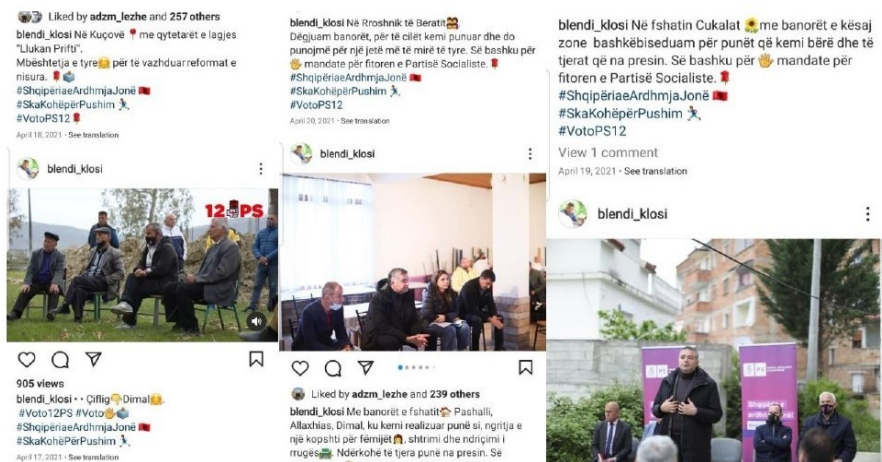 Liked by adzm_lezhe and 257 others
blendi_klosi Në Kuçovë 📍me qytetarët e lagjes
"Llukan Prifti".
Mbështetja e tyre😊 për të vazhduar reformat e
nisura. 🌹🗳️
#ShqipëriaeArdhmjaJonë 🇦🇱
#SkaKohëpërPushim 🏃
#VotoPS12🌹
April 18, 2021 · See translation
blendi_klosi
12 PS
905 views
blendi_klosi · · Çiflig👇Dimal😊.
#Voto12PS #Voto🖐️🗳️
#ShqipëriaeArdhmjaJonë 🇦🇱
#SkaKohëPërPushim 🏃
April 17, 2021 · See translation
blendi_klosi Në Rroshnik të Beratit👨‍👩‍👧‍👦
Dëgjuam banorët, për të cilët kemi punuar dhe do
punojmë për një jetë më të mirë të tyre. Së bashku për
🖐️ mandate për fitoren e Partisë Socialiste.🌹
#ShqipëriaeArdhmjaJonë 🇦🇱
#SkaKohëpërPushim 🏃
#VotoPS12
April 20, 2021 · See translation
blendi_klosi
Liked by adzm_lezhe and 239 others
blendi_klosi Me banorët e fshatit🏠 Pashalli,
Allaxhias, Dimal, ku kemi realizuar punë si, ngritja e
një kopshti për fëmijët👧, shtrimi dhe ndriçimi i
rrugës🛣️. Ndërkohë të tjera punë na presin. Së
blendi_klosi Në fshatin Cukalat 🌻me banorët e kësaj
zone bashkëbiseduam për punët që kemi bërë dhe të
tjerat që na presin. Së bashku për 🖐️ mandate për
fitoren e Partisë Socialiste.🌹
#ShqipëriaeArdhmjaJonë 🇦🇱
#SkaKohëpërPushim 🏃
#VotoPS12
View 1 comment
April 19, 2021 · See translation
blendi_klosi
PS
PS
Shqipëria